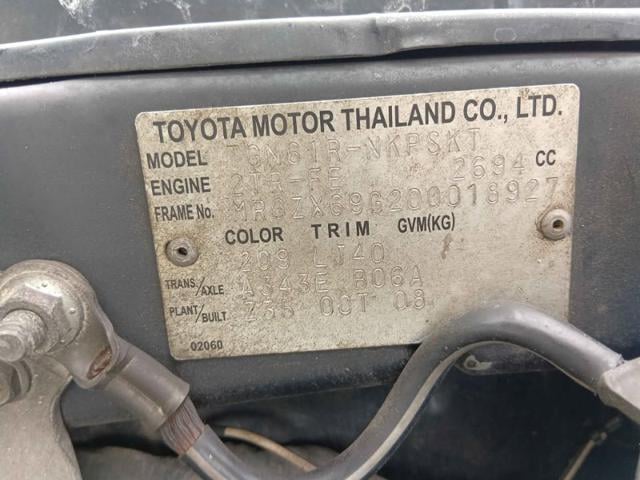 TOYOTA MOTOR THAILAND CO., LTD.
MODEL TGN61R-NKPSKT
ENGINE 2TR-FE 2694 CC
FRAME No. MR0ZX69G200018927
COLOR TRIM GVM(KG)
209 LJ40
TRANS/AXLE A343E B06A
PLANT/BUILT OCT 08
02060